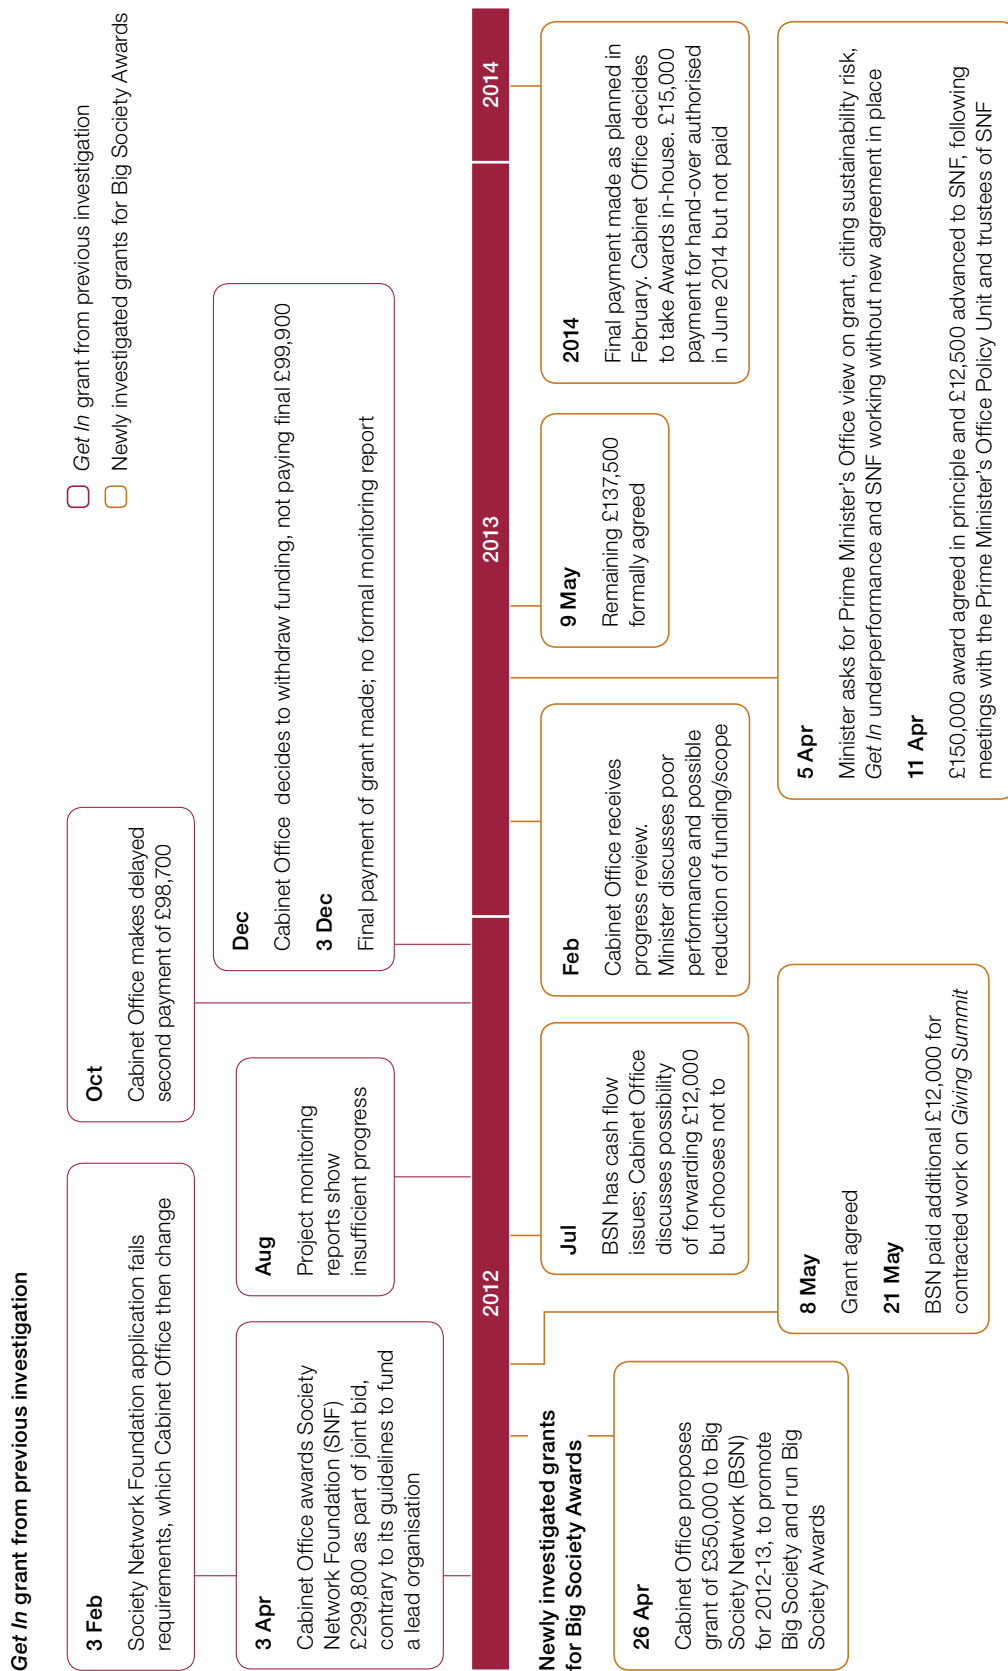 Get In grant from previous investigation
Get In grant from previous investigation
Newly investigated grants for Big Society Awards
3 Feb
Society Network Foundation application fails
requirements, which Cabinet Office then change
Oct
Cabinet Office makes delayed
second payment of £98,700
3 Apr
Cabinet Office awards Society
Network Foundation (SNF)
£299,800 as part of joint bid,
contrary to its guidelines to fund
a lead organisation
Aug
Project monitoring
reports show
insufficient progress
Dec
Cabinet Office decides to withdraw funding, not paying final £99,900
3 Dec
Final payment of grant made; no formal monitoring report
2012
2013
2014
Newly investigated grants
for Big Society Awards
26 Apr
Cabinet Office proposes
grant of £350,000 to Big
Society Network (BSN)
for 2012-13, to promote
Big Society and run Big
Society Awards
8 May
Grant agreed
21 May
BSN paid additional £12,000 for
contracted work on Giving Summit
Jul
BSN has cash flow
issues; Cabinet Office
discusses possibility
of forwarding £12,000
but chooses not to
Feb
Cabinet Office receives
progress review.
Minister discusses poor
performance and possible
reduction of funding/scope
5 Apr
Minister asks for Prime Minister's Office view on grant, citing sustainability risk,
Get In underperformance and SNF working without new agreement in place
11 Apr
£150,000 award agreed in principle and £12,500 advanced to SNF, following
meetings with the Prime Minister's Office Policy Unit and trustees of SNF
9 May
Remaining £137,500
formally agreed
2014
Final payment made as planned in
February. Cabinet Office decides
to take Awards in-house. £15,000
payment for hand-over authorised
in June 2014 but not paid